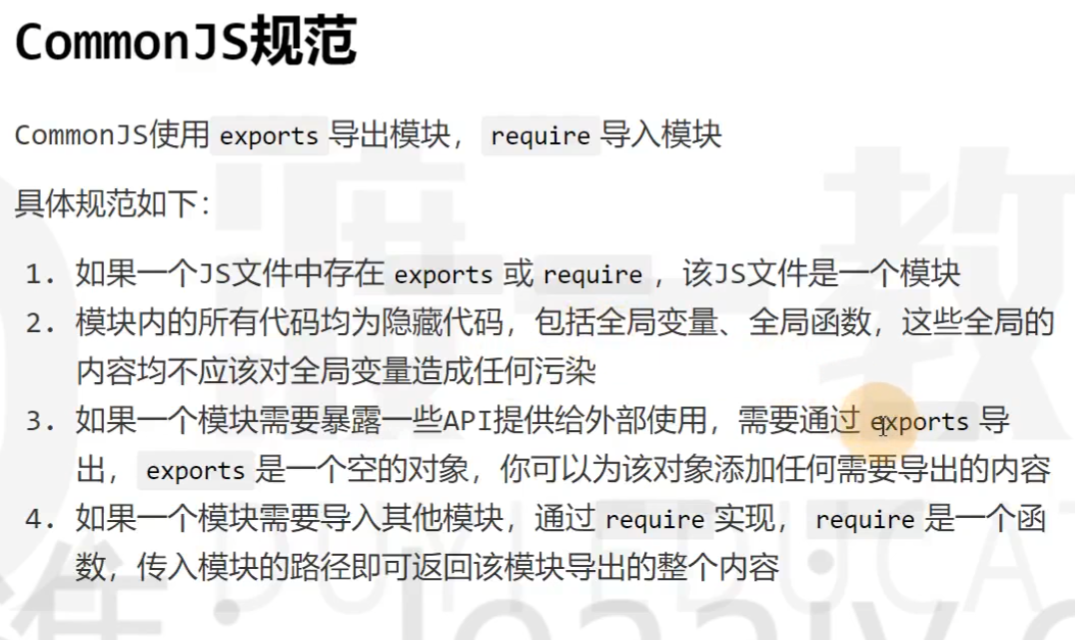 CommonJS规范
CommonJS使用 exports 导出模块，require 导入模块
具体规范如下：
1. 如果一个JS文件中存在 exports 或 require ，该JS文件是一个模块
2. 模块内的所有代码均为隐藏代码，包括全局变量、全局函数，这些全局的
内容均不应该对全局变量造成任何污染
3. 如果一个模块需要暴露一些API提供给外部使用，需要通过 exports 导
出，exports 是一个空的对象，你可以为该对象添加任何需要导出的内容
4. 如果一个模块需要导入其他模块，通过 require 实现，require 是一个函
数，传入模块的路径即可返回该模块导出的整个内容